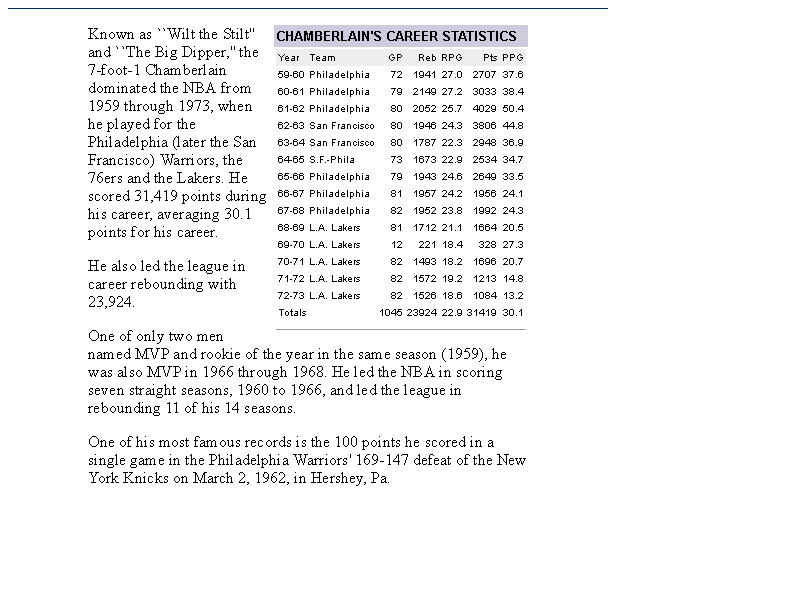 Known as ``Wilt the Stilt''
and ``The Big Dipper,'' the
7-foot-1 Chamberlain
dominated the NBA from
1959 through 1973, when
he played for the
Philadelphia (later the San
Francisco) Warriors, the
76ers and the Lakers. He
scored 31,419 points during
his career, averaging 30.1
points for his career.
He also led the league in
career rebounding with
23,924.
CHAMBERLAIN'S CAREER STATISTICS
Year Team GP Reb RPG Pts PPG
59-60 Philadelphia 72 1941 27.0 2707 37.6
60-61 Philadelphia 79 2149 27.2 3033 38.4
61-62 Philadelphia 80 2052 25.7 4029 50.4
62-63 San Francisco 80 1946 24.3 3806 44.8
63-64 San Francisco 80 1787 22.3 2948 36.9
64-65 S.F.-Phila 73 1673 22.9 2534 34.7
65-66 Philadelphia 79 1943 24.6 2649 33.5
66-67 Philadelphia 81 1957 24.2 1956 24.1
67-68 Philadelphia 82 1952 23.8 1992 24.3
68-69 L.A. Lakers 81 1712 21.1 1664 20.5
69-70 L.A. Lakers 12 221 18.4 328 27.3
70-71 L.A. Lakers 82 1493 18.2 1696 20.7
71-72 L.A. Lakers 82 1572 19.2 1213 14.8
72-73 L.A. Lakers 82 1526 18.6 1084 13.2
Totals 1045 23924 22.9 31419 30.1
One of only two men
named MVP and rookie of the year in the same season (1959), he
was also MVP in 1966 through 1968. He led the NBA in scoring
seven straight seasons, 1960 to 1966, and led the league in
rebounding 11 of his 14 seasons.
One of his most famous records is the 100 points he scored in a
single game in the Philadelphia Warriors' 169-147 defeat of the New
York Knicks on March 2, 1962, in Hershey, Pa.